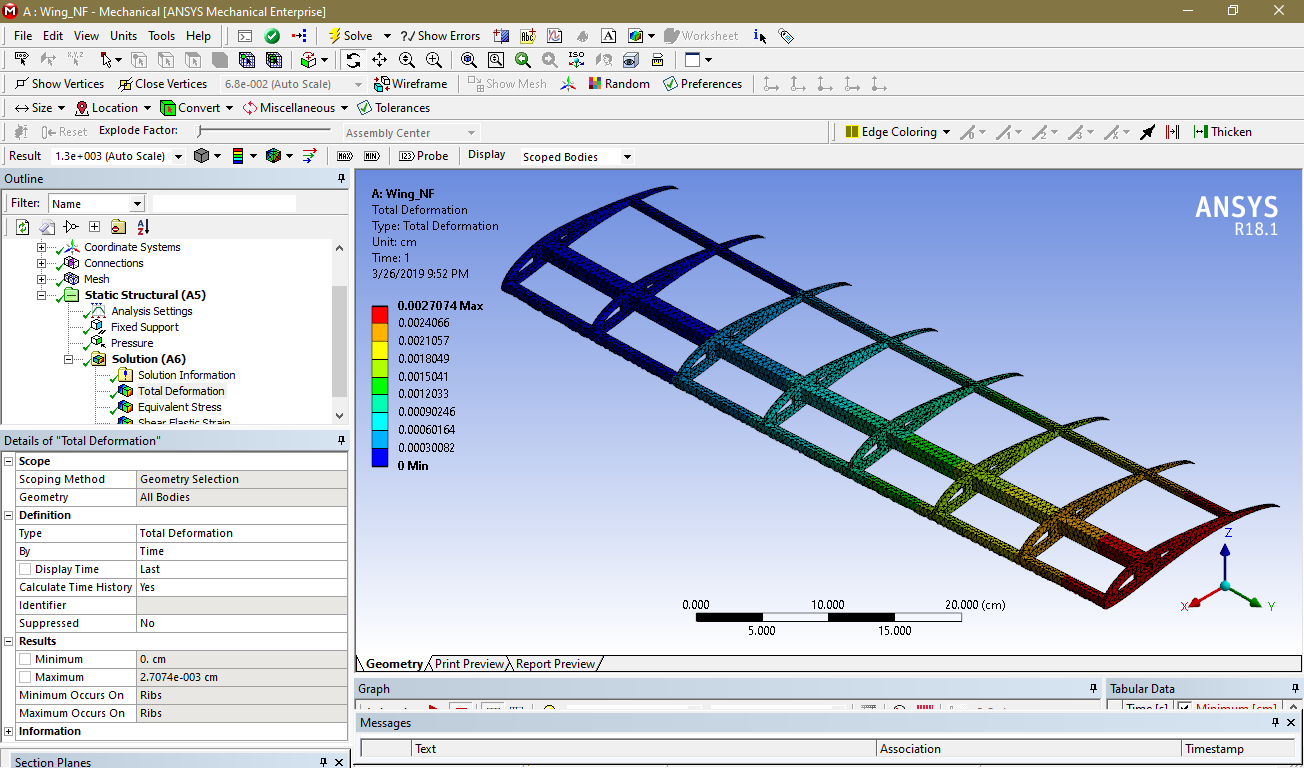 A : Wing_NF - Mechanical [ANSYS Mechanical Enterprise]
File Edit View Units Tools Help Solve ?/ Show Errors Worksheet
Show Vertices Close Vertices 6.8e-002 (Auto Scale) Wireframe Show Mesh Random Preferences
Size Location Convert Miscellaneous Tolerances
Reset Explode Factor: Assembly Center Edge Coloring Thicken
Result 1.3e+003 (Auto Scale) MAX MIN 123 Probe Display Scoped Bodies
Outline
Filter: Name
Coordinate Systems
Connections
Mesh
Static Structural (A5)
Analysis Settings
Fixed Support
Pressure
Solution (A6)
Solution Information
Total Deformation
Equivalent Stress
Shear Elastic Strain
Details of "Total Deformation"
Scope
Scoping Method Geometry Selection
Geometry All Bodies
Definition
Type Total Deformation
By Time
Display Time Last
Calculate Time History Yes
Identifier
Suppressed No
Results
Minimum 0. cm
Maximum 2.7074e-003 cm
Minimum Occurs On Ribs
Maximum Occurs On Ribs
Information
Section Planes
A: Wing_NF
Total Deformation
Type: Total Deformation
Unit: cm
Time: 1
3/26/2019 9:52 PM
0.0027074 Max
0.0024066
0.0021057
0.0018049
0.0015041
0.0012033
0.00090246
0.00060164
0.00030082
0 Min
ANSYS
R18.1
0.000 10.000 20.000 (cm)
5.000 15.000
Z
X Y
Geometry Print Preview Report Preview
Graph
Tabular Data
Time [s] Minimum [cm]
Messages
Text Association Timestamp